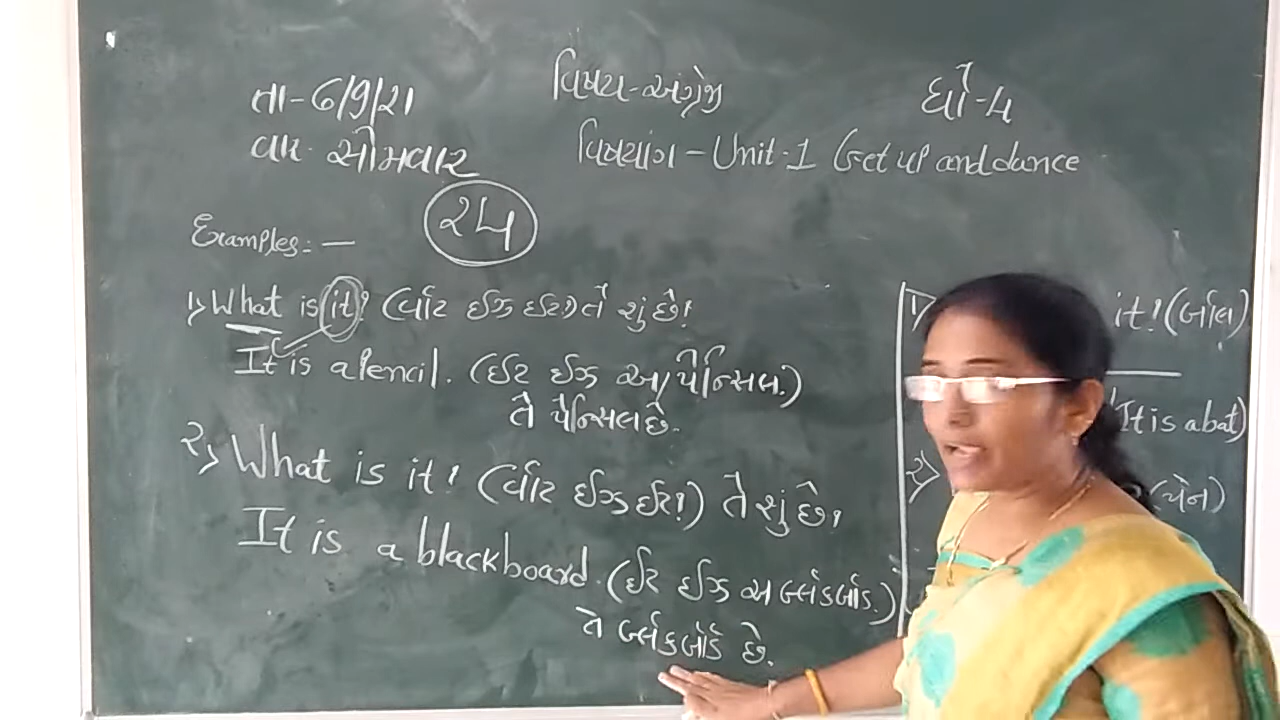 તા-6/9/21
વાર- સોમવાર
વિષય-અંગ્રેજી
ધો-4
વિષયાંગ - Unit-1 Get up and dance
24
Examples:-
1) What is it? (વોટ ઈઝ ઈટ?) તે શું છે?
It is a Pencil. (ઈટ ઈઝ અ પેન્સિલ.)
તે પેન્સિલ છે.
2) What is it? (વોટ ઈઝ ઈટ?) તે શું છે?
It is a blackboard. (ઈટ ઈઝ અ બ્લેકબોર્ડ.)
તે બ્લેકબોર્ડ છે.
1)
it? (બોલ)
It is a bat)
2)
(પેન)